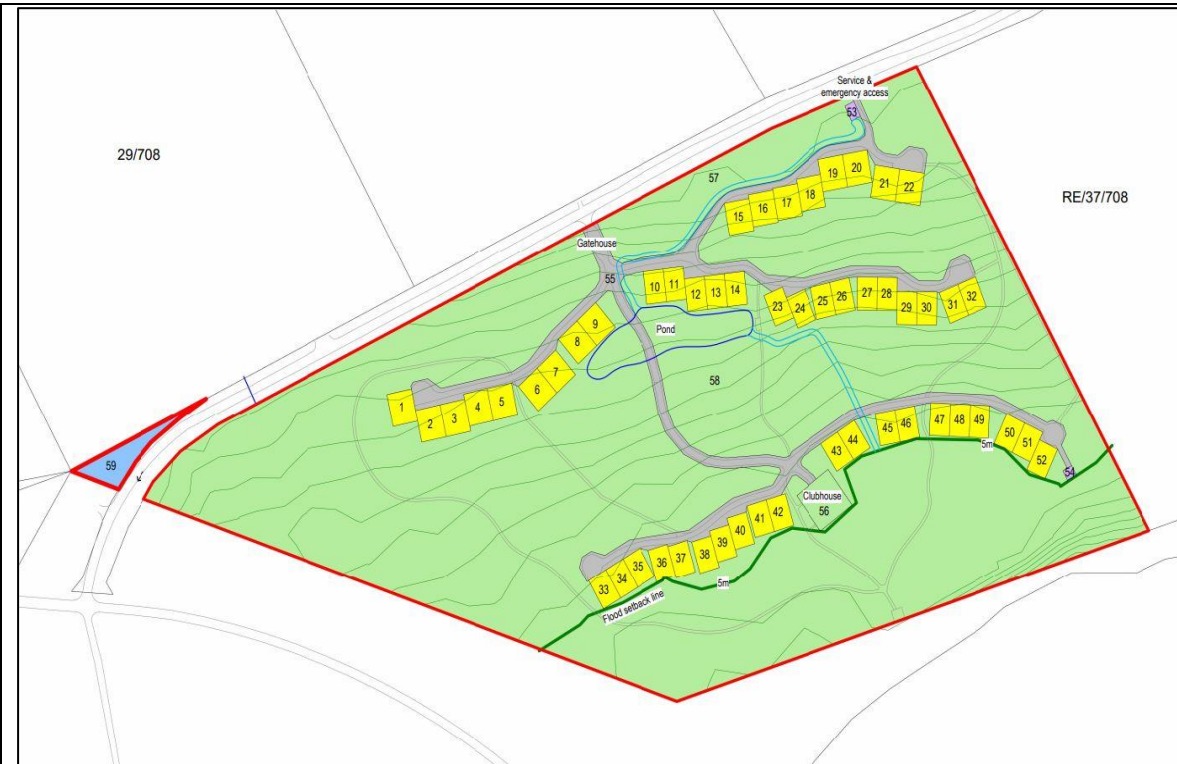 Service &
emergency access
53
29/708
57
RE/37/708
19 20
21 22
15 16 17 18
Gatehouse
55
10 11 12 13 14
23 24 25 26 27 28 29 30 31 32
Pond
9
8
7
6
58
1 2 3 4 5
59
43 44 45 46 47 48 49 50 51 52
5m
54
Clubhouse
56
33 34 35 36 37 38 39 40 41 42
5m
Flood setback line